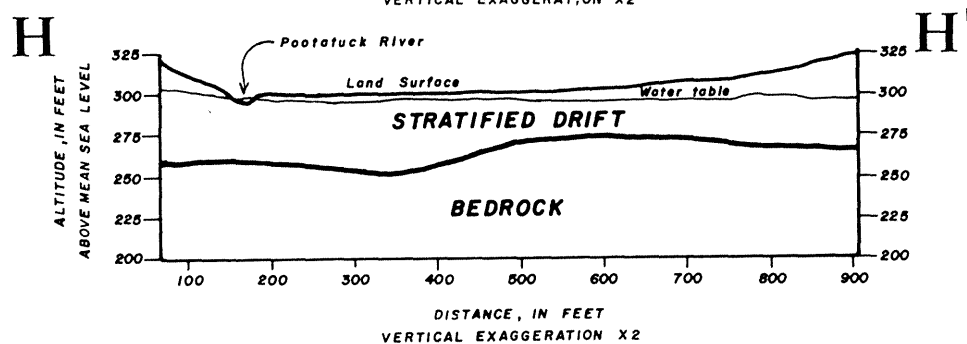 VERTICAL EXAGGERATION X2
H
H'
Pootatuck River
325
300
275
250
225
200
ALTITUDE, IN FEET
ABOVE MEAN SEA LEVEL
Land Surface
Water table
STRATIFIED DRIFT
BEDROCK
325
300
275
250
225
200
100 200 300 400 500 600 700 800 900
DISTANCE, IN FEET
VERTICAL EXAGGERATION X2